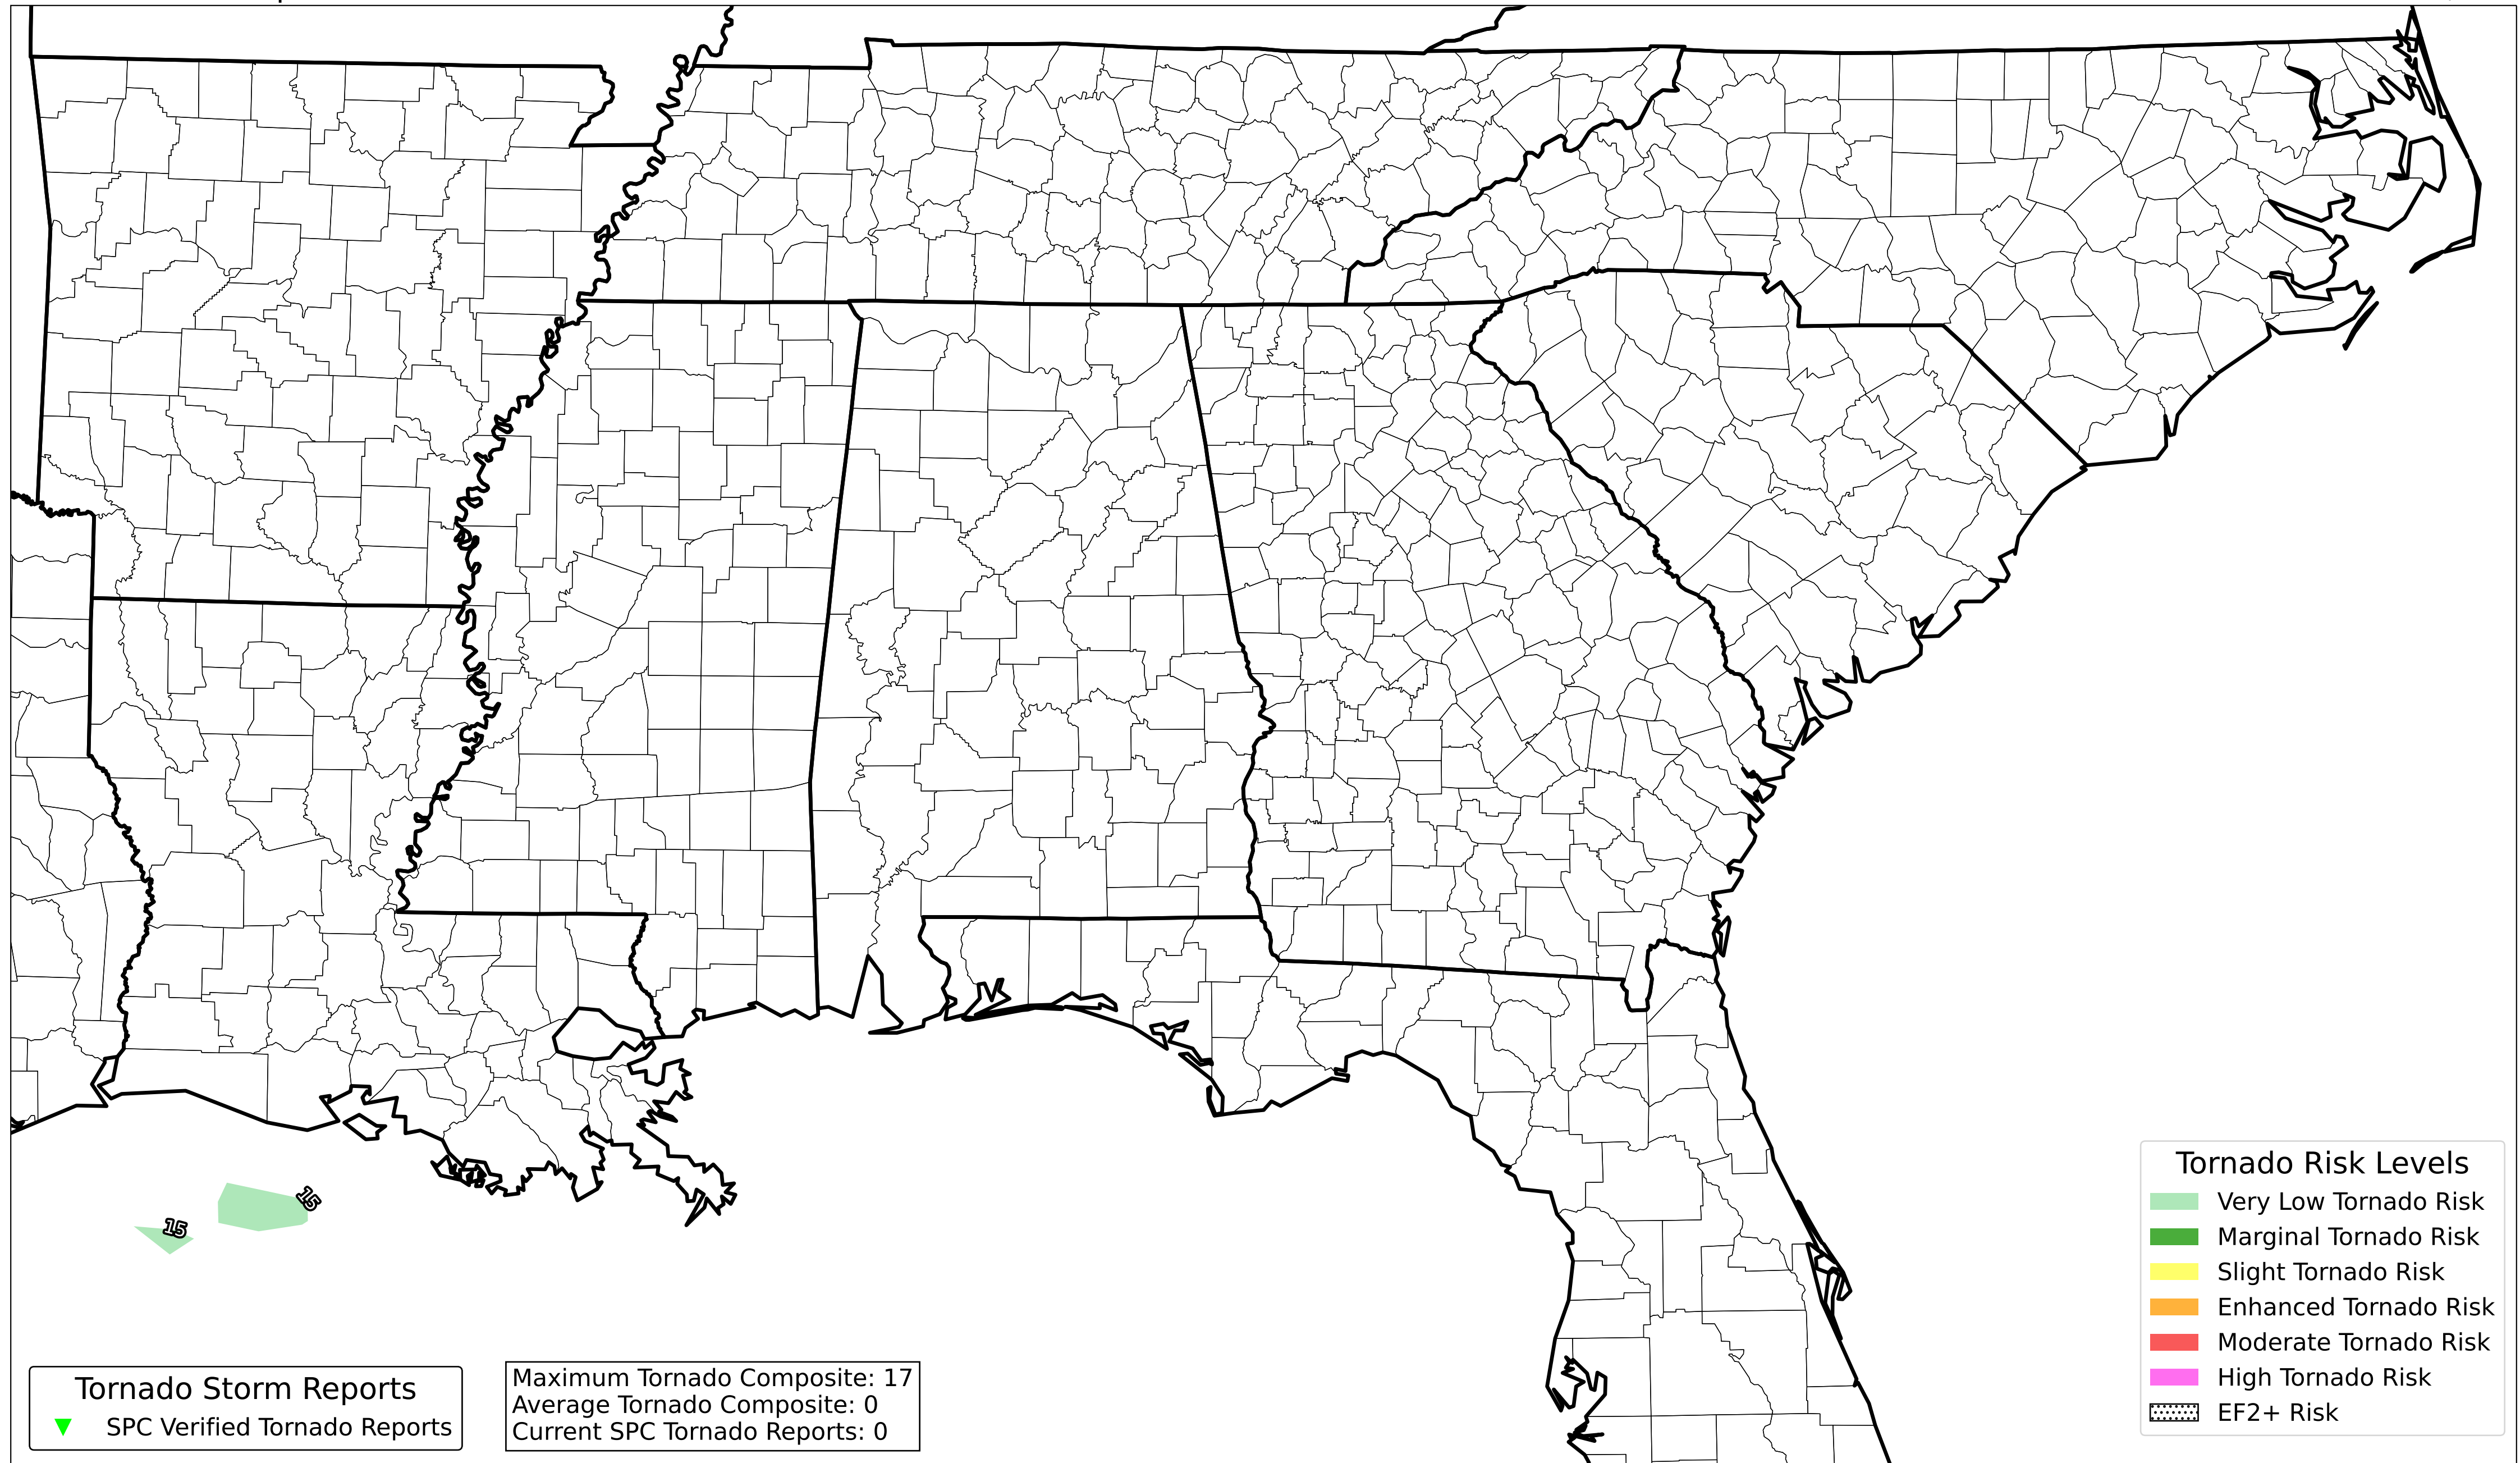 15
15
Tornado Risk Levels
Very Low Tornado Risk
Marginal Tornado Risk
Slight Tornado Risk
Enhanced Tornado Risk
Moderate Tornado Risk
High Tornado Risk
EF2+ Risk
Tornado Storm Reports
SPC Verified Tornado Reports
Maximum Tornado Composite: 17
Average Tornado Composite: 0
Current SPC Tornado Reports: 0